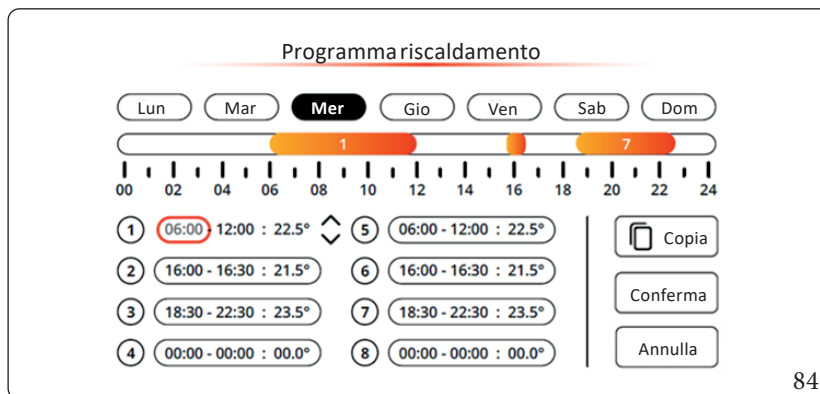 Programma riscaldamento
Lun Mar Mer Gio Ven Sab Dom
1 7
00 02 04 06 08 10 12 14 16 18 20 22 24
1 06:00 - 12:00 : 22.5° 5 06:00 - 12:00 : 22.5° Copia
2 16:00 - 16:30 : 21.5° 6 16:00 - 16:30 : 21.5°
Conferma
3 18:30 - 22:30 : 23.5° 7 18:30 - 22:30 : 23.5°
4 00:00 - 00:00 : 00.0° 8 00:00 - 00:00 : 00.0° Annulla
84